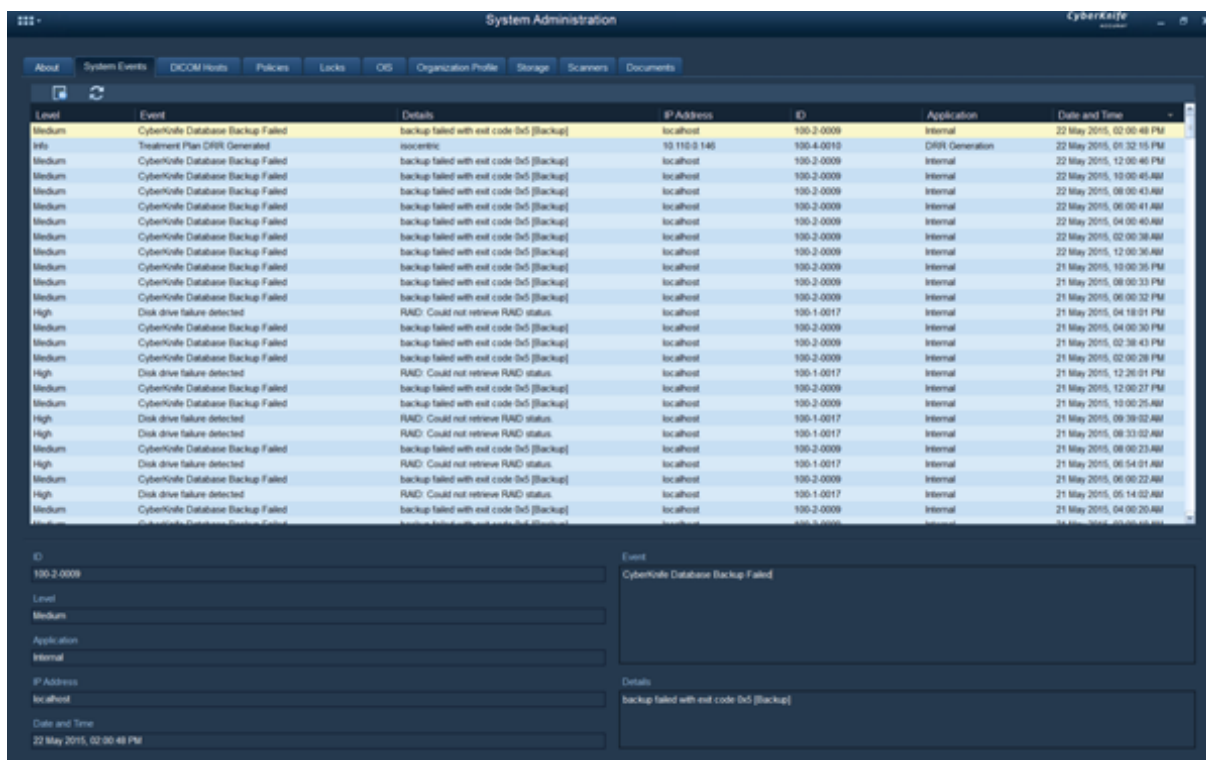 System Administration
CyberKnife
ACCURAY
About System Events DICOM Hosts Policies Locks OIS Organization Profile Storage Scanners Documents
Level Event Details IP Address ID Application Date and Time
Medium CyberKnife Database Backup Failed backup failed with exit code 0x5 [Backup] localhost 100-2-0009 Internal 22 May 2015, 02:00:48 PM
Info Treatment Plan DRR Generated isocentric 10.110.0.146 100-4-0010 DRR Generation 22 May 2015, 01:32:15 PM
Medium CyberKnife Database Backup Failed backup failed with exit code 0x5 [Backup] localhost 100-2-0009 Internal 22 May 2015, 12:00:46 PM
Medium CyberKnife Database Backup Failed backup failed with exit code 0x5 [Backup] localhost 100-2-0009 Internal 22 May 2015, 10:00:45 AM
Medium CyberKnife Database Backup Failed backup failed with exit code 0x5 [Backup] localhost 100-2-0009 Internal 22 May 2015, 08:00:43 AM
Medium CyberKnife Database Backup Failed backup failed with exit code 0x5 [Backup] localhost 100-2-0009 Internal 22 May 2015, 06:00:41 AM
Medium CyberKnife Database Backup Failed backup failed with exit code 0x5 [Backup] localhost 100-2-0009 Internal 22 May 2015, 04:00:40 AM
Medium CyberKnife Database Backup Failed backup failed with exit code 0x5 [Backup] localhost 100-2-0009 Internal 22 May 2015, 02:00:38 AM
Medium CyberKnife Database Backup Failed backup failed with exit code 0x5 [Backup] localhost 100-2-0009 Internal 22 May 2015, 12:00:36 AM
Medium CyberKnife Database Backup Failed backup failed with exit code 0x5 [Backup] localhost 100-2-0009 Internal 21 May 2015, 10:00:35 PM
Medium CyberKnife Database Backup Failed backup failed with exit code 0x5 [Backup] localhost 100-2-0009 Internal 21 May 2015, 08:00:33 PM
Medium CyberKnife Database Backup Failed backup failed with exit code 0x5 [Backup] localhost 100-2-0009 Internal 21 May 2015, 06:00:32 PM
High Disk drive failure detected RAID: Could not retrieve RAID status. localhost 100-1-0017 Internal 21 May 2015, 04:18:01 PM
Medium CyberKnife Database Backup Failed backup failed with exit code 0x5 [Backup] localhost 100-2-0009 Internal 21 May 2015, 04:00:30 PM
Medium CyberKnife Database Backup Failed backup failed with exit code 0x5 [Backup] localhost 100-2-0009 Internal 21 May 2015, 02:38:43 PM
Medium CyberKnife Database Backup Failed backup failed with exit code 0x5 [Backup] localhost 100-2-0009 Internal 21 May 2015, 02:00:28 PM
High Disk drive failure detected RAID: Could not retrieve RAID status. localhost 100-1-0017 Internal 21 May 2015, 12:26:01 PM
Medium CyberKnife Database Backup Failed backup failed with exit code 0x5 [Backup] localhost 100-2-0009 Internal 21 May 2015, 12:00:27 PM
Medium CyberKnife Database Backup Failed backup failed with exit code 0x5 [Backup] localhost 100-2-0009 Internal 21 May 2015, 10:00:25 AM
High Disk drive failure detected RAID: Could not retrieve RAID status. localhost 100-1-0017 Internal 21 May 2015, 09:39:02 AM
High Disk drive failure detected RAID: Could not retrieve RAID status. localhost 100-1-0017 Internal 21 May 2015, 08:33:02 AM
Medium CyberKnife Database Backup Failed backup failed with exit code 0x5 [Backup] localhost 100-2-0009 Internal 21 May 2015, 08:00:23 AM
High Disk drive failure detected RAID: Could not retrieve RAID status. localhost 100-1-0017 Internal 21 May 2015, 06:54:01 AM
Medium CyberKnife Database Backup Failed backup failed with exit code 0x5 [Backup] localhost 100-2-0009 Internal 21 May 2015, 06:00:22 AM
High Disk drive failure detected RAID: Could not retrieve RAID status. localhost 100-1-0017 Internal 21 May 2015, 05:14:02 AM
Medium CyberKnife Database Backup Failed backup failed with exit code 0x5 [Backup] localhost 100-2-0009 Internal 21 May 2015, 04:00:20 AM
ID
100-2-0009
Level
Medium
Application
Internal
IP Address
localhost
Date and Time
22 May 2015, 02:00:48 PM
Event
CyberKnife Database Backup Failed
Details
backup failed with exit code 0x5 [Backup]